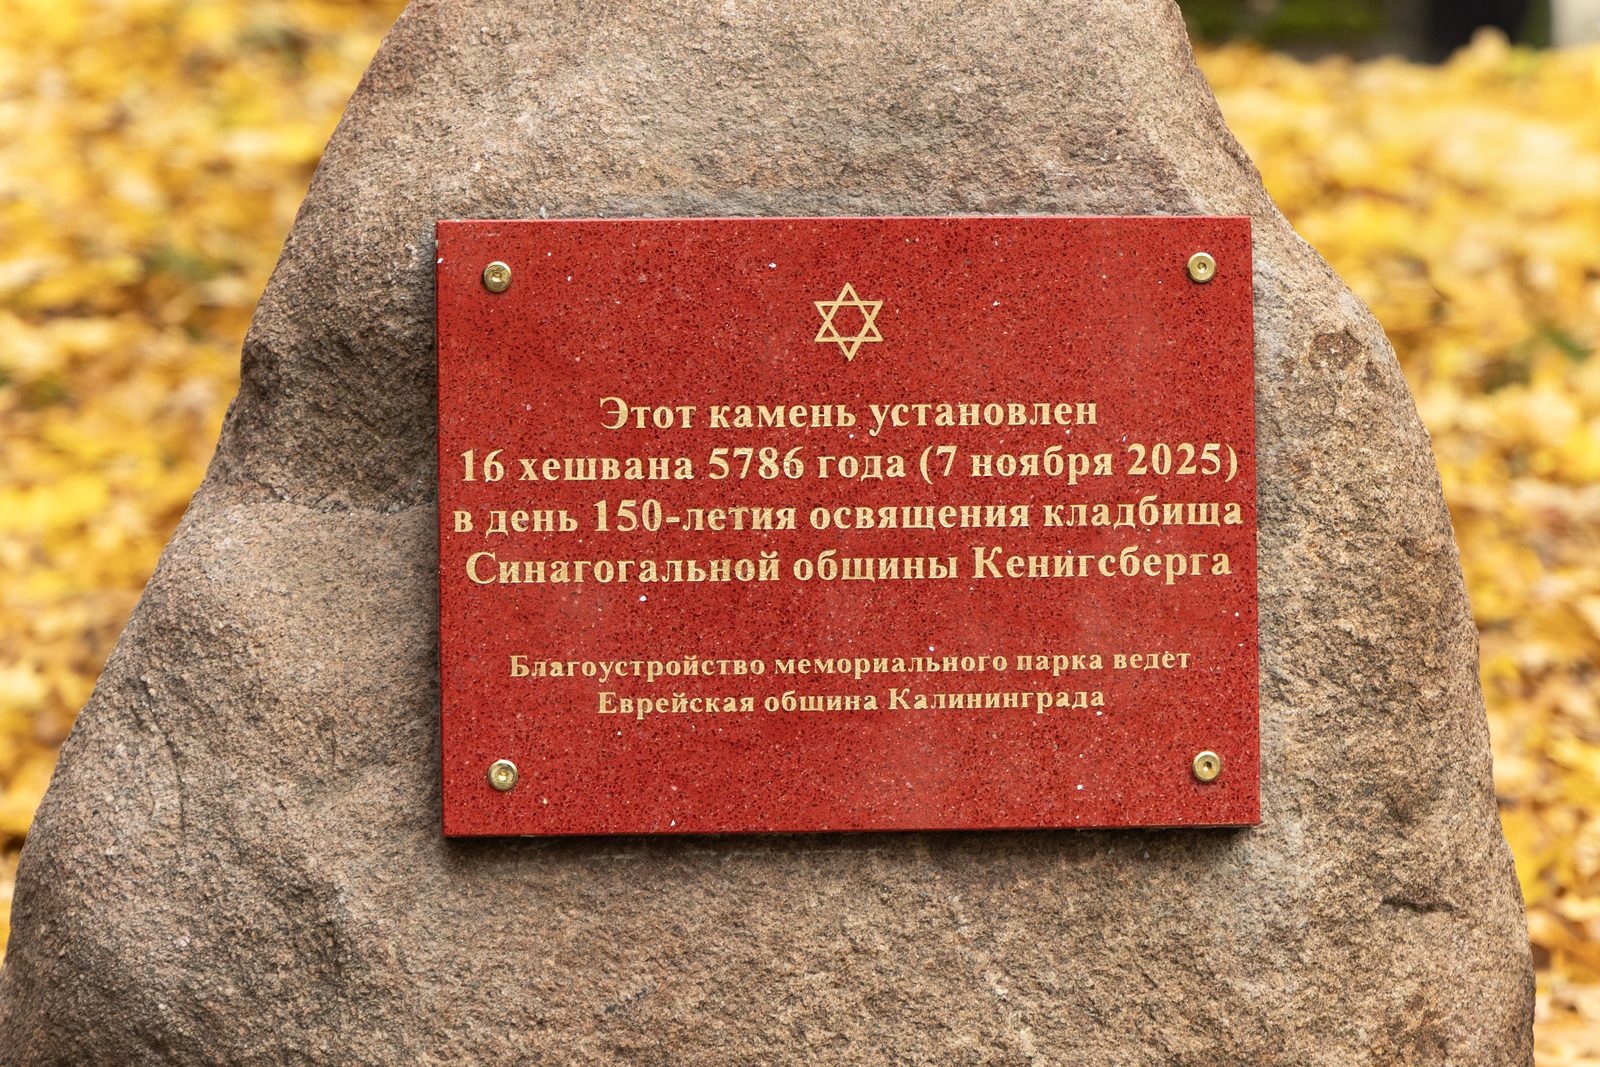 Этот камень установлен
16 хешвана 5786 года (7 ноября 2025)
в день 150-летия освящения кладбища
Синагогальной общины Кенигсберга
Благоустройство мемориального парка ведёт
Еврейская община Калининграда